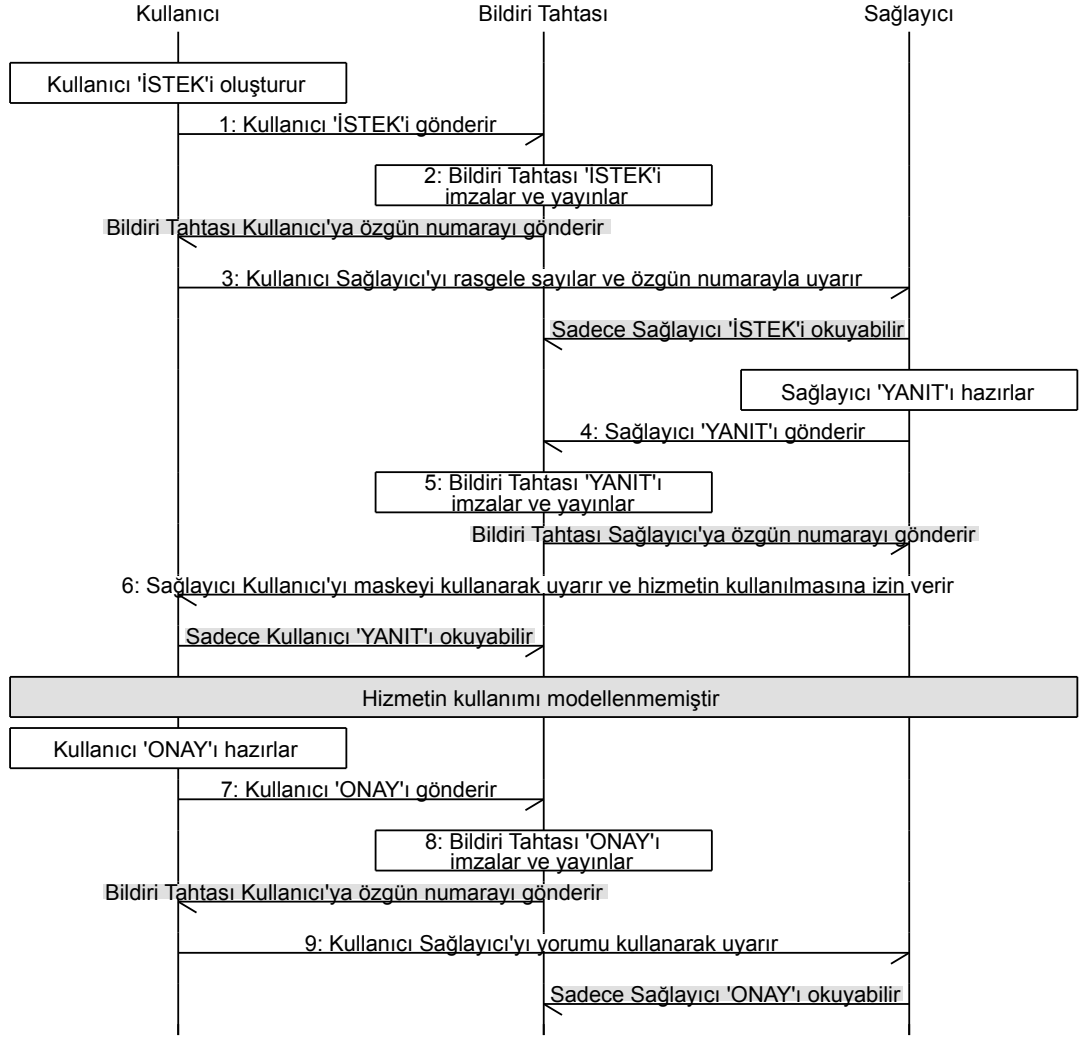 Kullanıcı
Bildiri Tahtası
Sağlayıcı
Kullanıcı 'İSTEK'i oluşturur
1: Kullanıcı 'İSTEK'i gönderir
2: Bildiri Tahtası 'İSTEK'i
imzalar ve yayınlar
Bildiri Tahtası Kullanıcı'ya özgün numarayı gönderir
3: Kullanıcı Sağlayıcı'yı rasgele sayılar ve özgün numarayla uyarır
Sadece Sağlayıcı 'İSTEK'i okuyabilir
Sağlayıcı 'YANIT'ı hazırlar
4: Sağlayıcı 'YANIT'ı gönderir
5: Bildiri Tahtası 'YANIT'ı
imzalar ve yayınlar
Bildiri Tahtası Sağlayıcı'ya özgün numarayı gönderir
6: Sağlayıcı Kullanıcı'yı maskeyi kullanarak uyarır ve hizmetin kullanılmasına izin verir
Sadece Kullanıcı 'YANIT'ı okuyabilir
Hizmetin kullanımı modellenmemiştir
Kullanıcı 'ONAY'ı hazırlar
7: Kullanıcı 'ONAY'ı gönderir
8: Bildiri Tahtası 'ONAY'ı
imzalar ve yayınlar
Bildiri Tahtası Kullanıcı'ya özgün numarayı gönderir
9: Kullanıcı Sağlayıcı'yı yorumu kullanarak uyarır
Sadece Sağlayıcı 'ONAY'ı okuyabilir